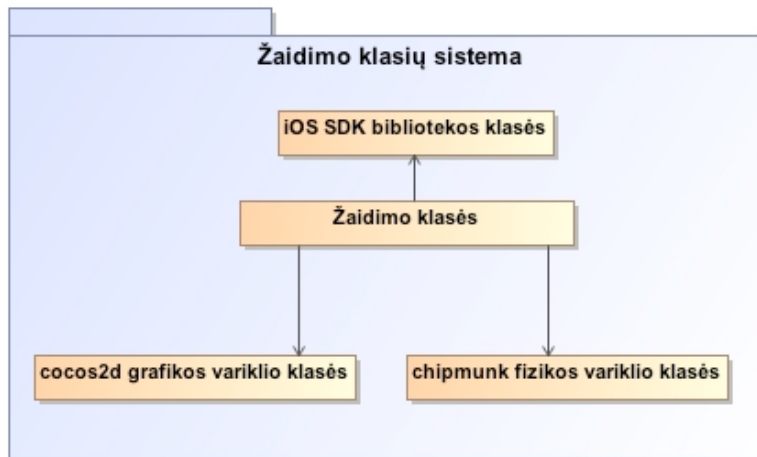 Žaidimo klasių sistema
iOS SDK bibliotekos klasės
Žaidimo klasės
cocos2d grafikos variklio klasės
chipmunk fizikos variklio klasės